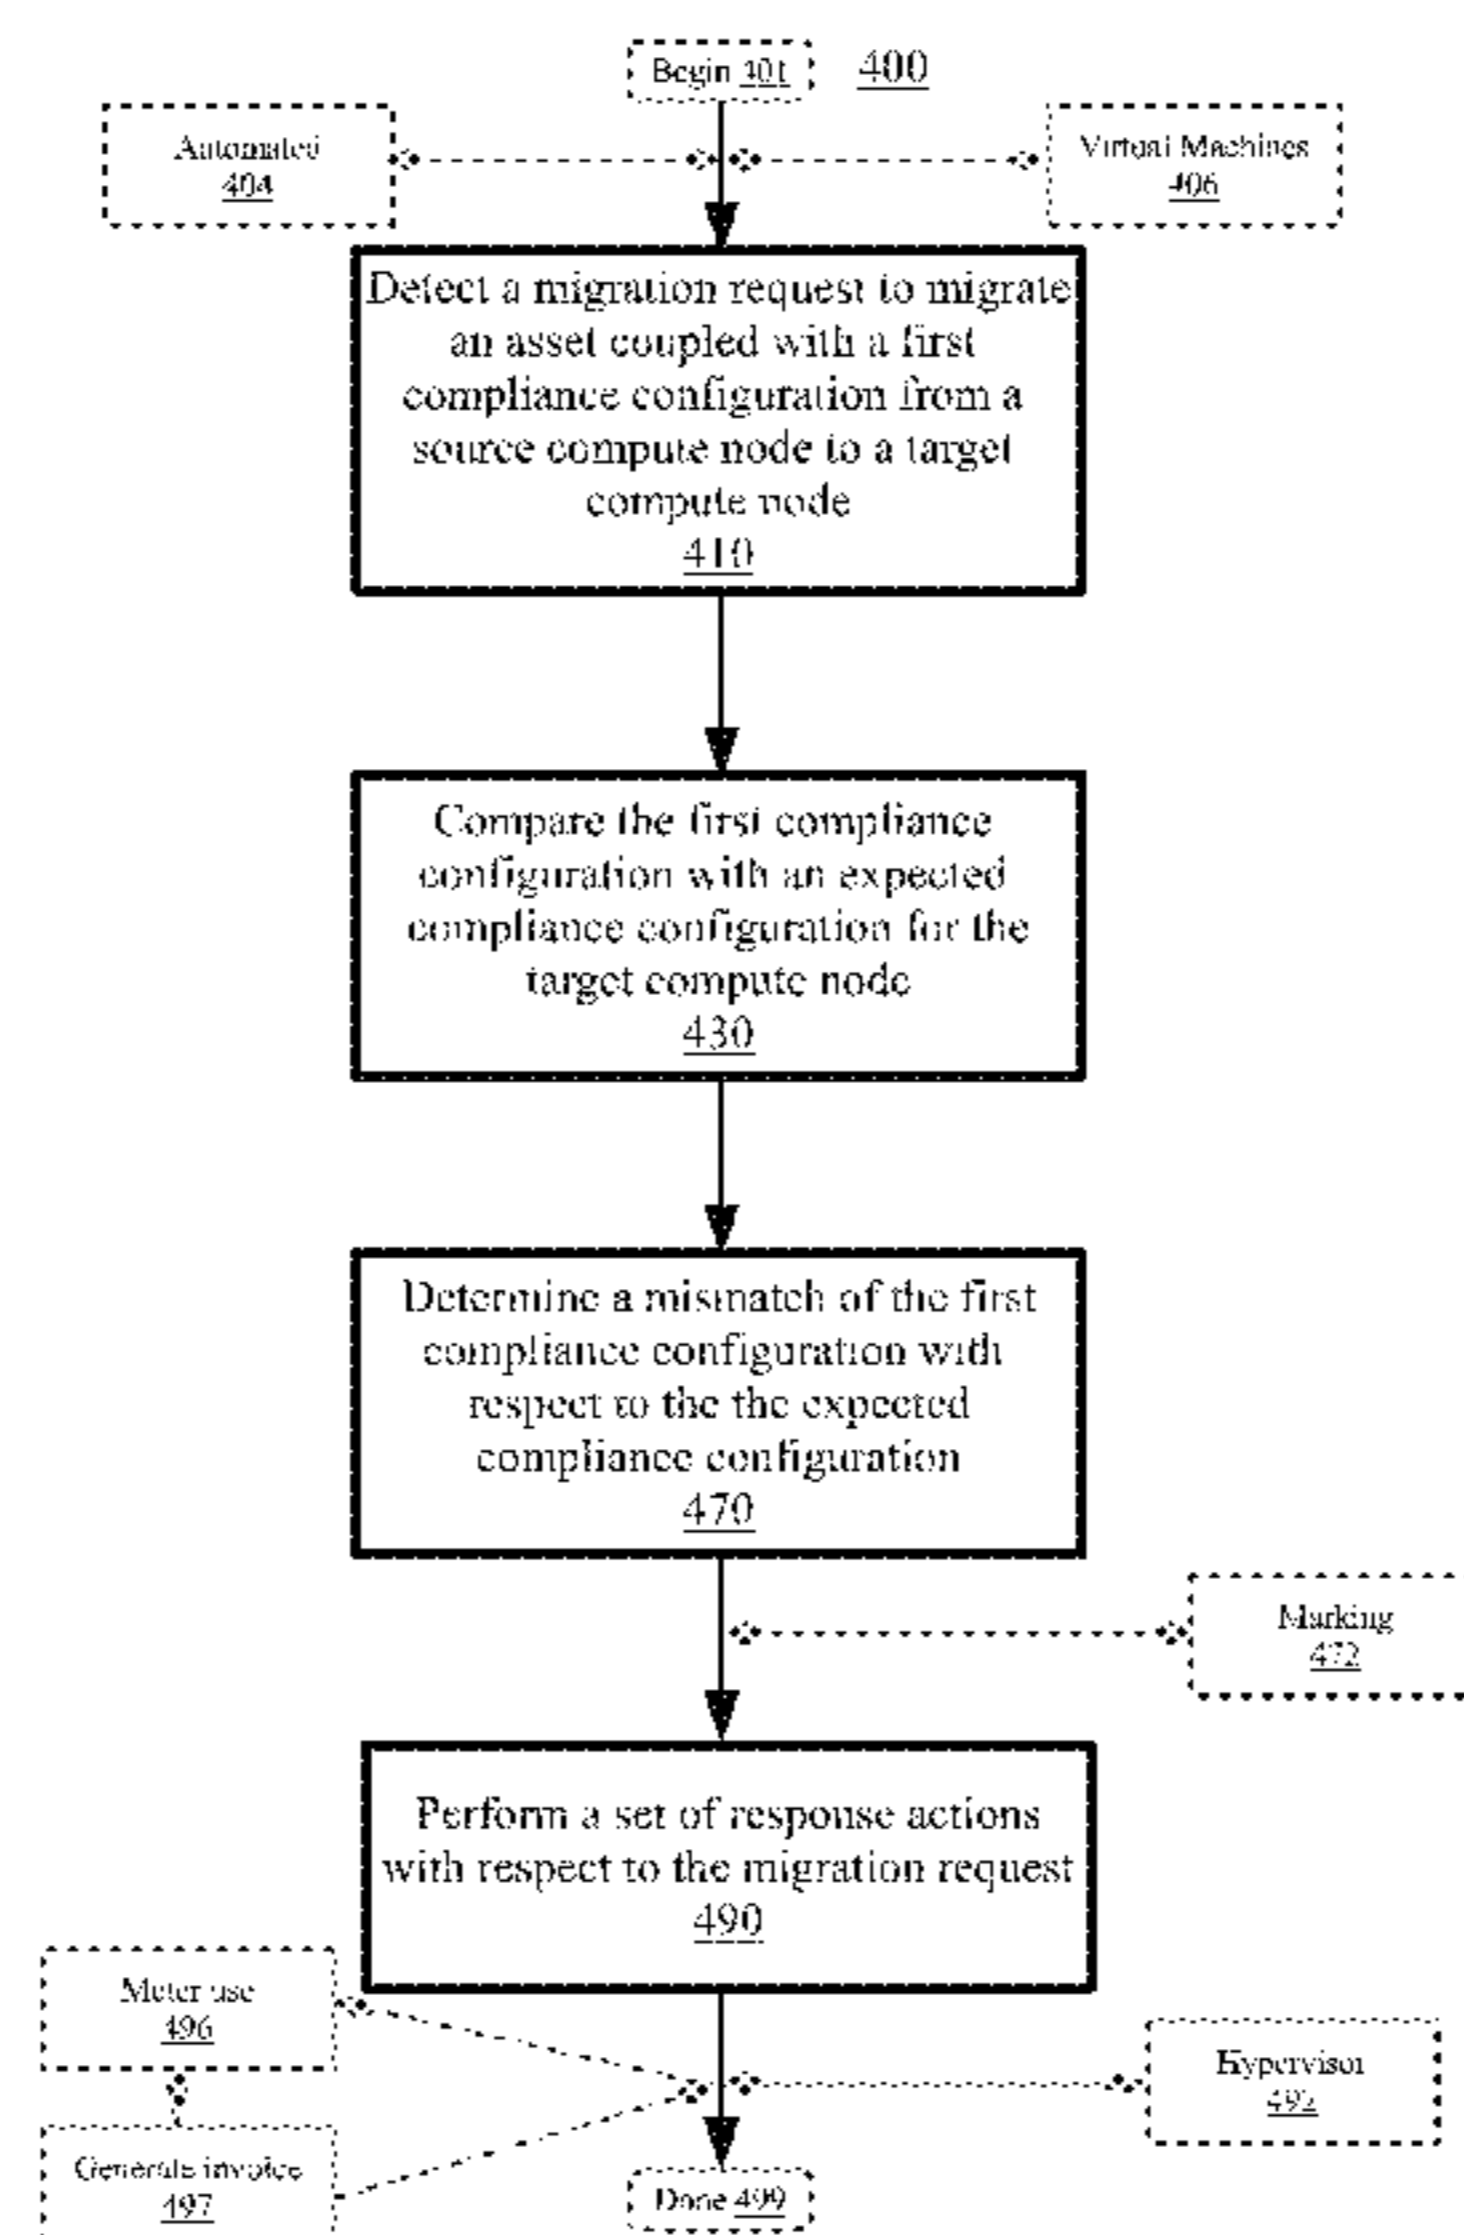 Begin 401
400
Automated
404
Virtual Machines
406
Detect a migration request to migrate
an asset coupled with a first
compliance configuration from a
source compute node to a target
compute node
410
Compare the first compliance
configuration with an expected
compliance configuration for the
target compute node
430
Determine a mismatch of the first
compliance configuration with
respect to the the expected
compliance configuration
470
Marking
472
Perform a set of response actions
with respect to the migration request
490
Meter use
496
Hypervisor
492
Generate invoice
497
Done 499